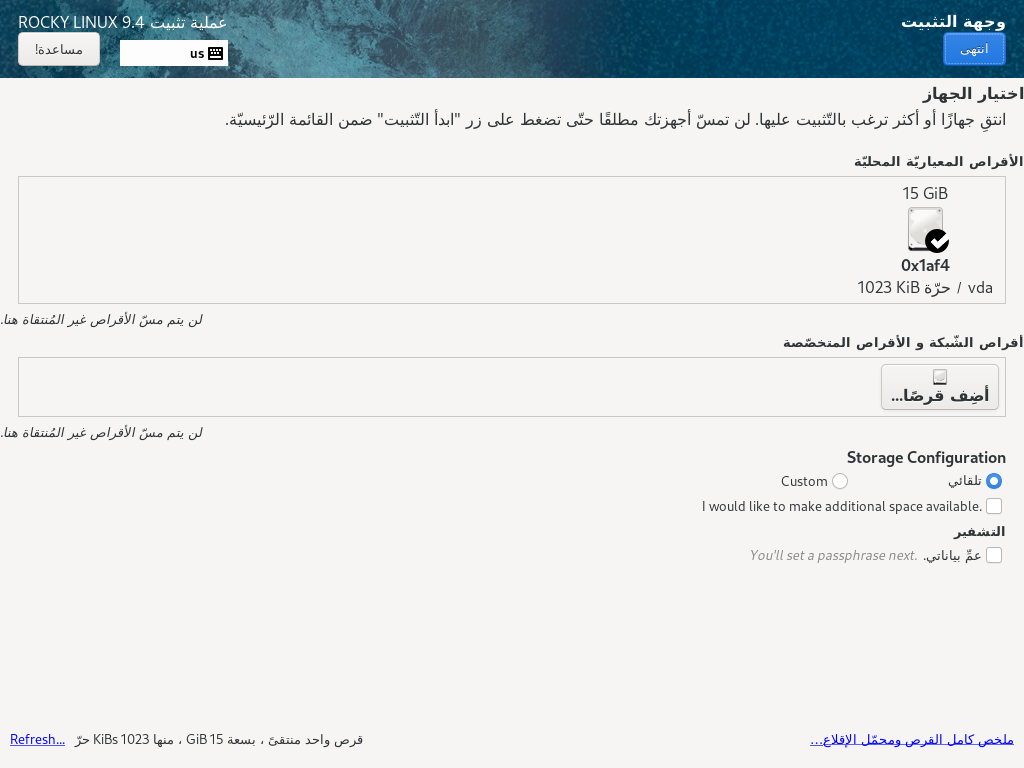 وجهة التثبيت
عملية تثبيت ROCKY LINUX 9.4
انتهى
us
مساعدة!
اختيار الجهاز
انتقِ جهازًا أو أكثر ترغب بالتّثبيت عليها. لن تمسّ أجهزتك مطلقًا حتّى تضغط على زر "ابدأ التّثبيت" ضمن القائمة الرّئيسيّة.
الأقراص المعياريّة المحليّة
15 GiB
0x1af4
vda / حرّة 1023 KiB
لن يتم مسّ الأقراص غير المُنتقاة هنا.
أقراص الشّبكة و الأقراص المتخصّصة
أضِف قرصًا...
لن يتم مسّ الأقراص غير المُنتقاة هنا.
Storage Configuration
تلقائي
Custom
I would like to make additional space available.
التشفير
عمِّ بياناتي. You'll set a passphrase next.
ملخص كامل القرص ومحمّل الإقلاع...
قرص واحد منتقىً ، بسعة 15 GiB ، منها 1023 KiBs حرّ
Refresh...